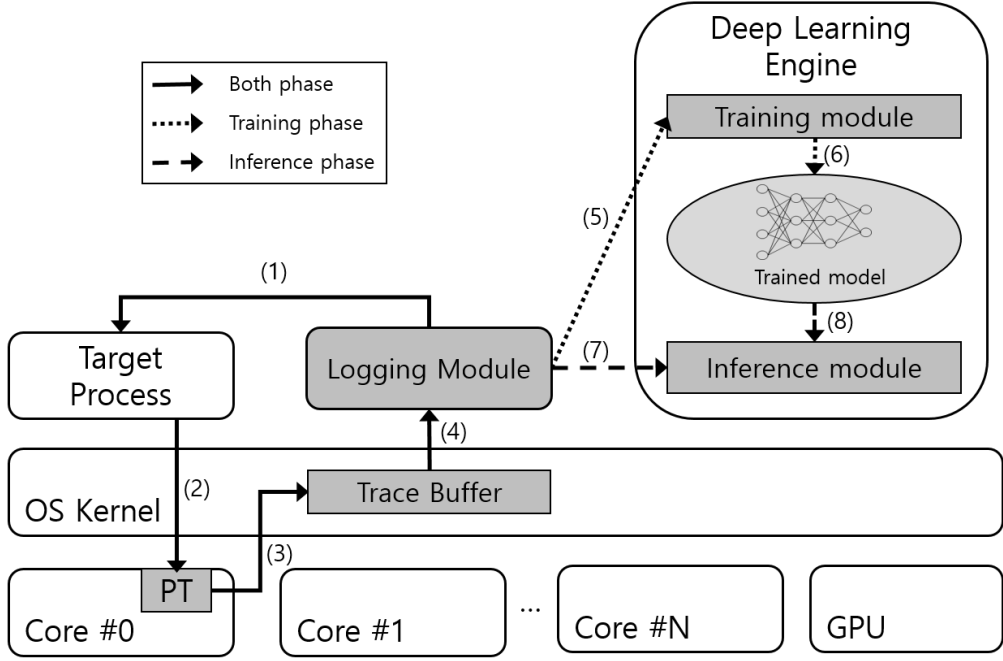 Deep Learning
Engine
Both phase
Training phase
Inference phase
Training module
(6)
(5)
Trained model
(1)
(8)
Target
Process
Logging Module
(7)
Inference module
(4)
(2)
Trace Buffer
OS Kernel
(3)
PT
Core #0
Core #1
...
Core #N
GPU